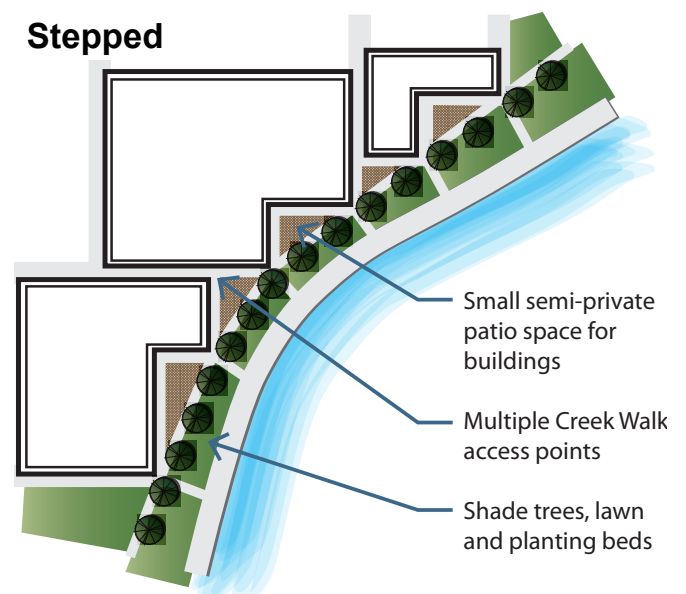 Stepped
Small semi-private
patio space for
buildings
Multiple Creek Walk
access points
Shade trees, lawn
and planting beds